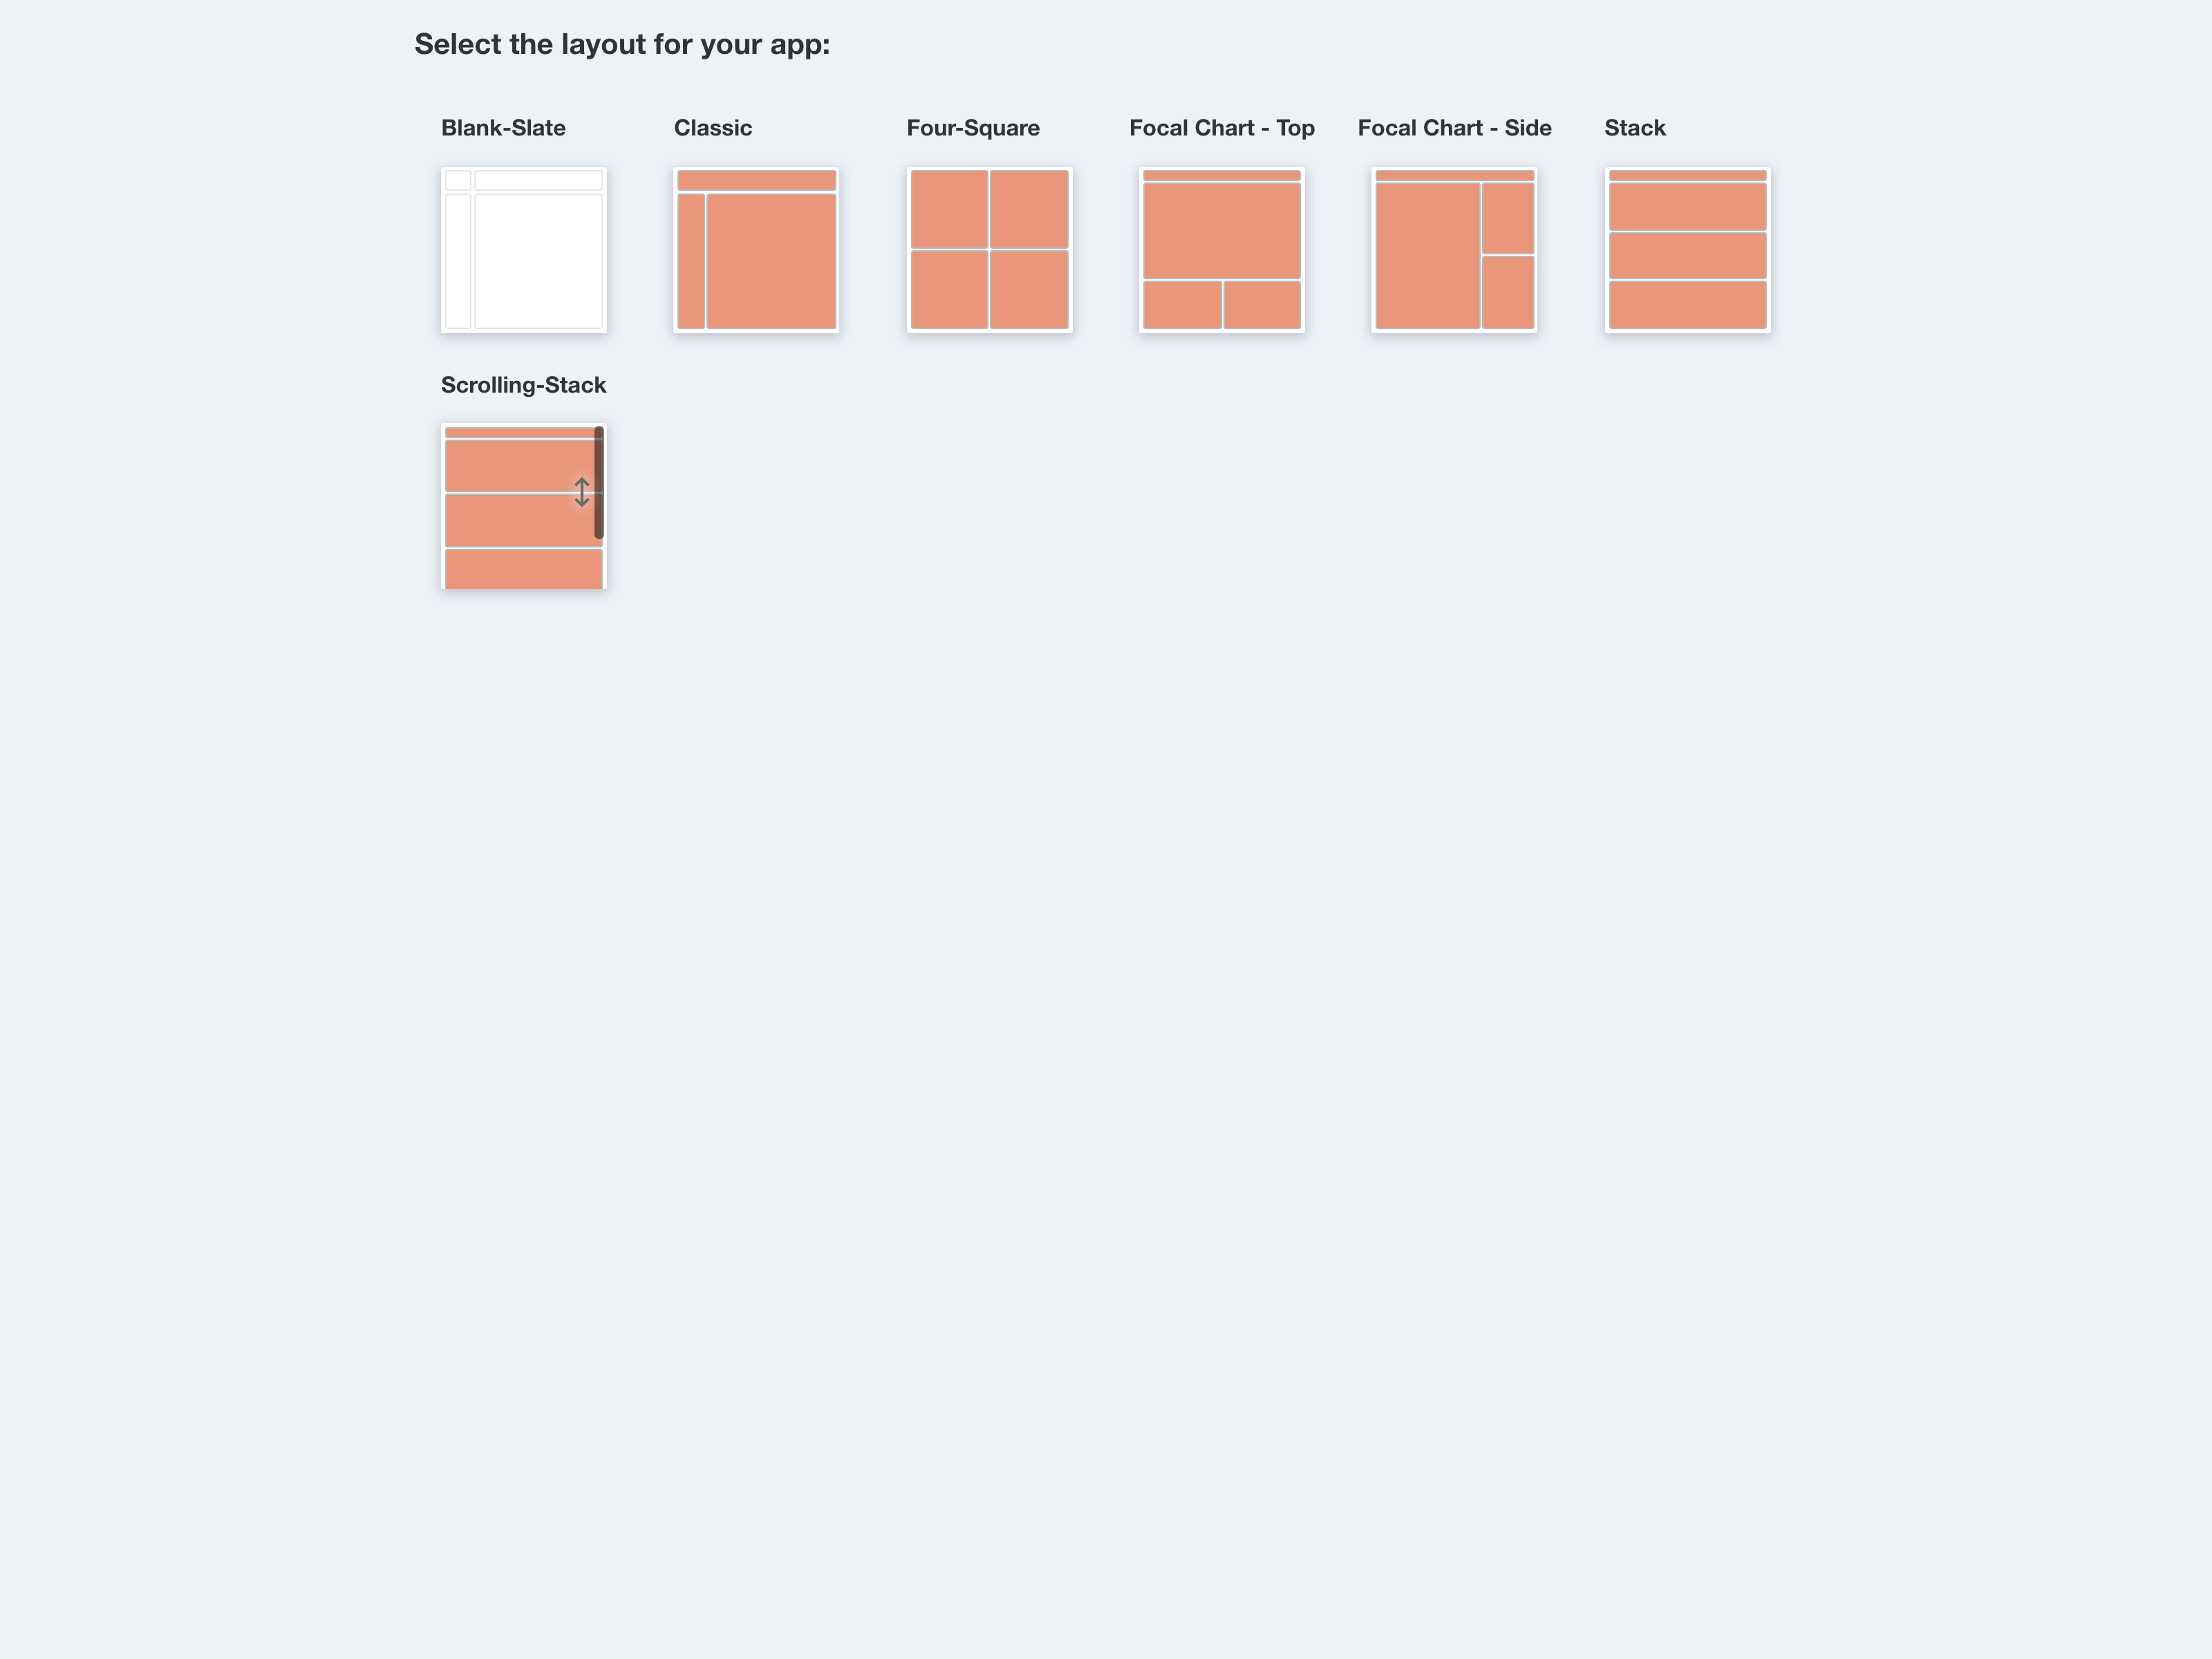 Select the layout for your app:
Blank-Slate
Classic
Four-Square
Focal Chart - Top
Focal Chart - Side
Stack
Scrolling-Stack